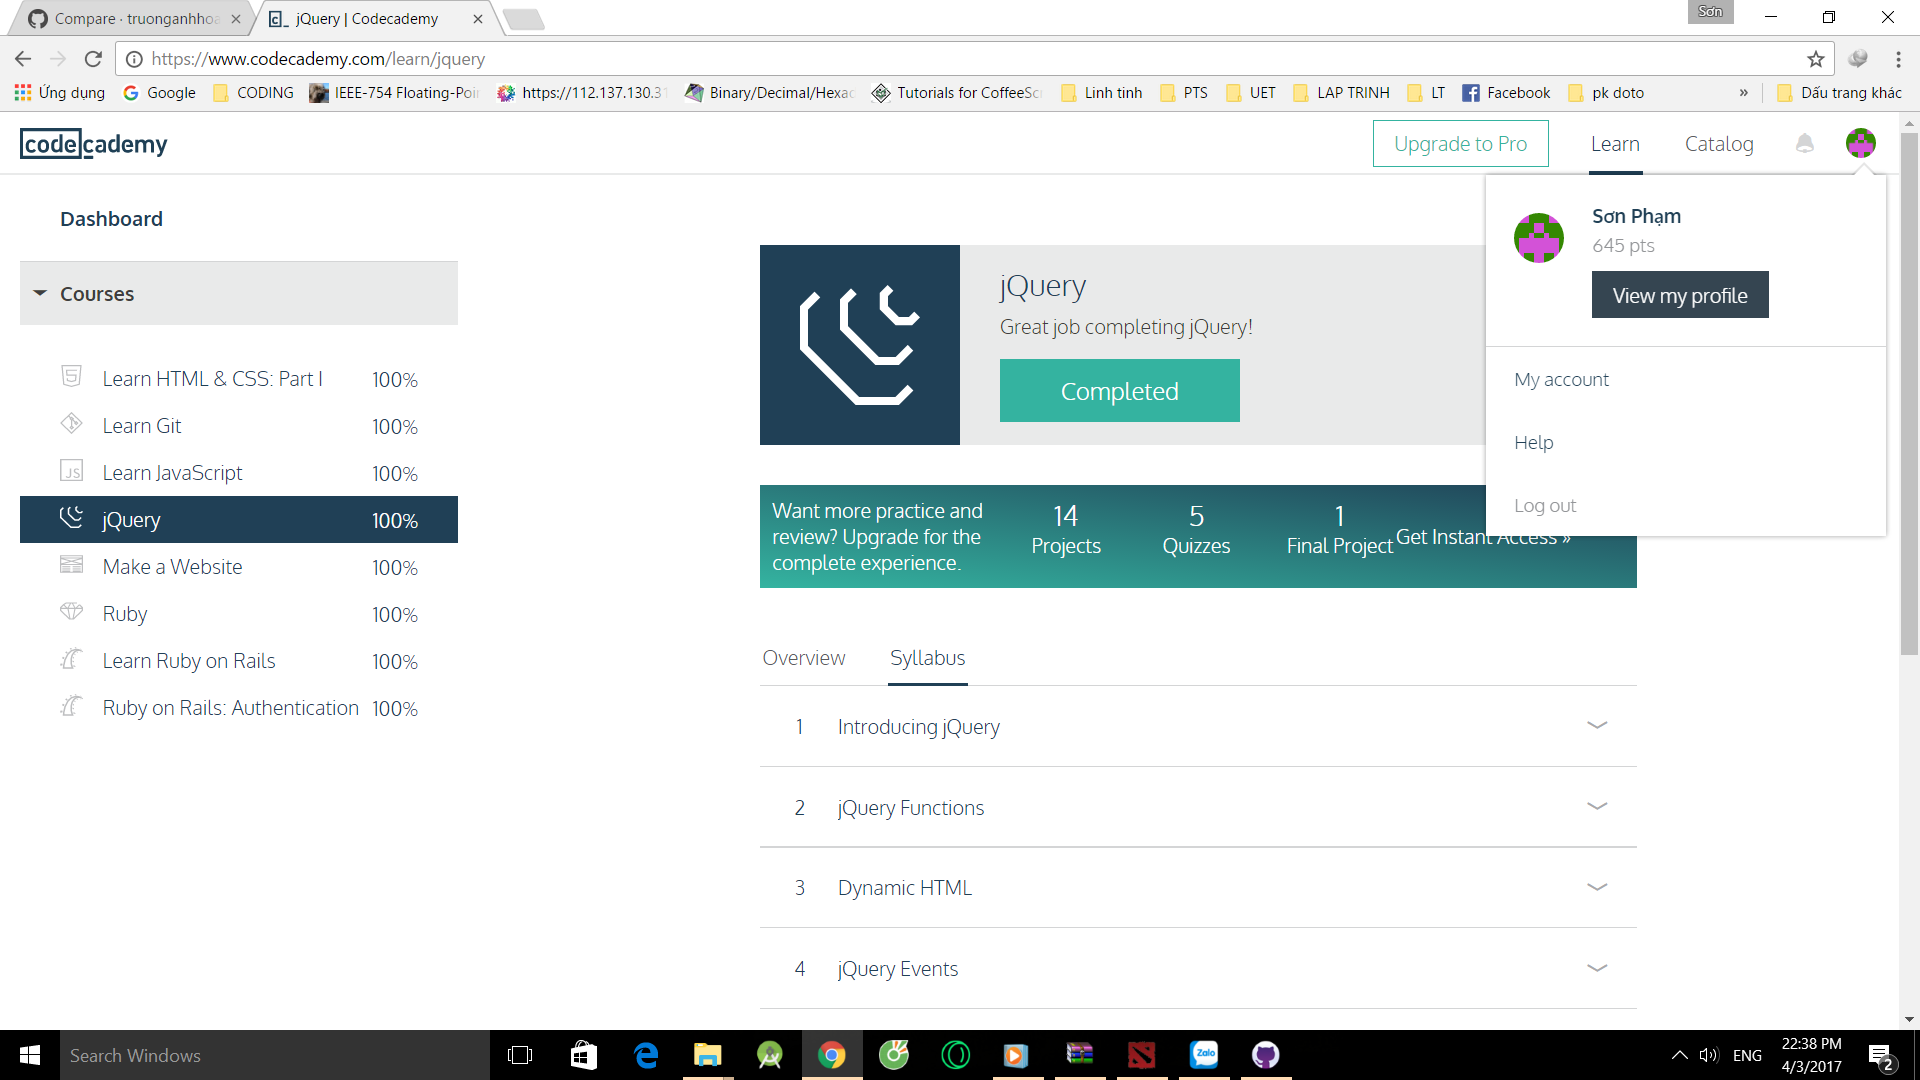 Compare · truonganhhoa
jQuery | Codecademy
Sơn
https://www.codecademy.com/learn/jquery
Ứng dụng
Google
CODING
IEEE-754 Floating-Poi
https://112.137.130.31
Binary/Decimal/Hexa
Tutorials for CoffeeSc
Linh tinh
PTS
UET
LAP TRINH
LT
Facebook
pk doto
»
Dấu trang khác
codecademy
Upgrade to Pro
Learn
Catalog
Sơn Phạm
645 pts
View my profile
My account
Help
Log out
Dashboard
Courses
Learn HTML & CSS: Part I 100%
Learn Git 100%
JS Learn JavaScript 100%
jQuery 100%
Make a Website 100%
Ruby 100%
Learn Ruby on Rails 100%
Ruby on Rails: Authentication 100%
jQuery
Great job completing jQuery!
Completed
Want more practice and
review? Upgrade for the
complete experience.
14
Projects
5
Quizzes
1
Final Project
Get Instant Access »
Overview
Syllabus
1 Introducing jQuery
2 jQuery Functions
3 Dynamic HTML
4 jQuery Events
Search Windows
Zalo
ENG
22:38 PM
4/3/2017
2